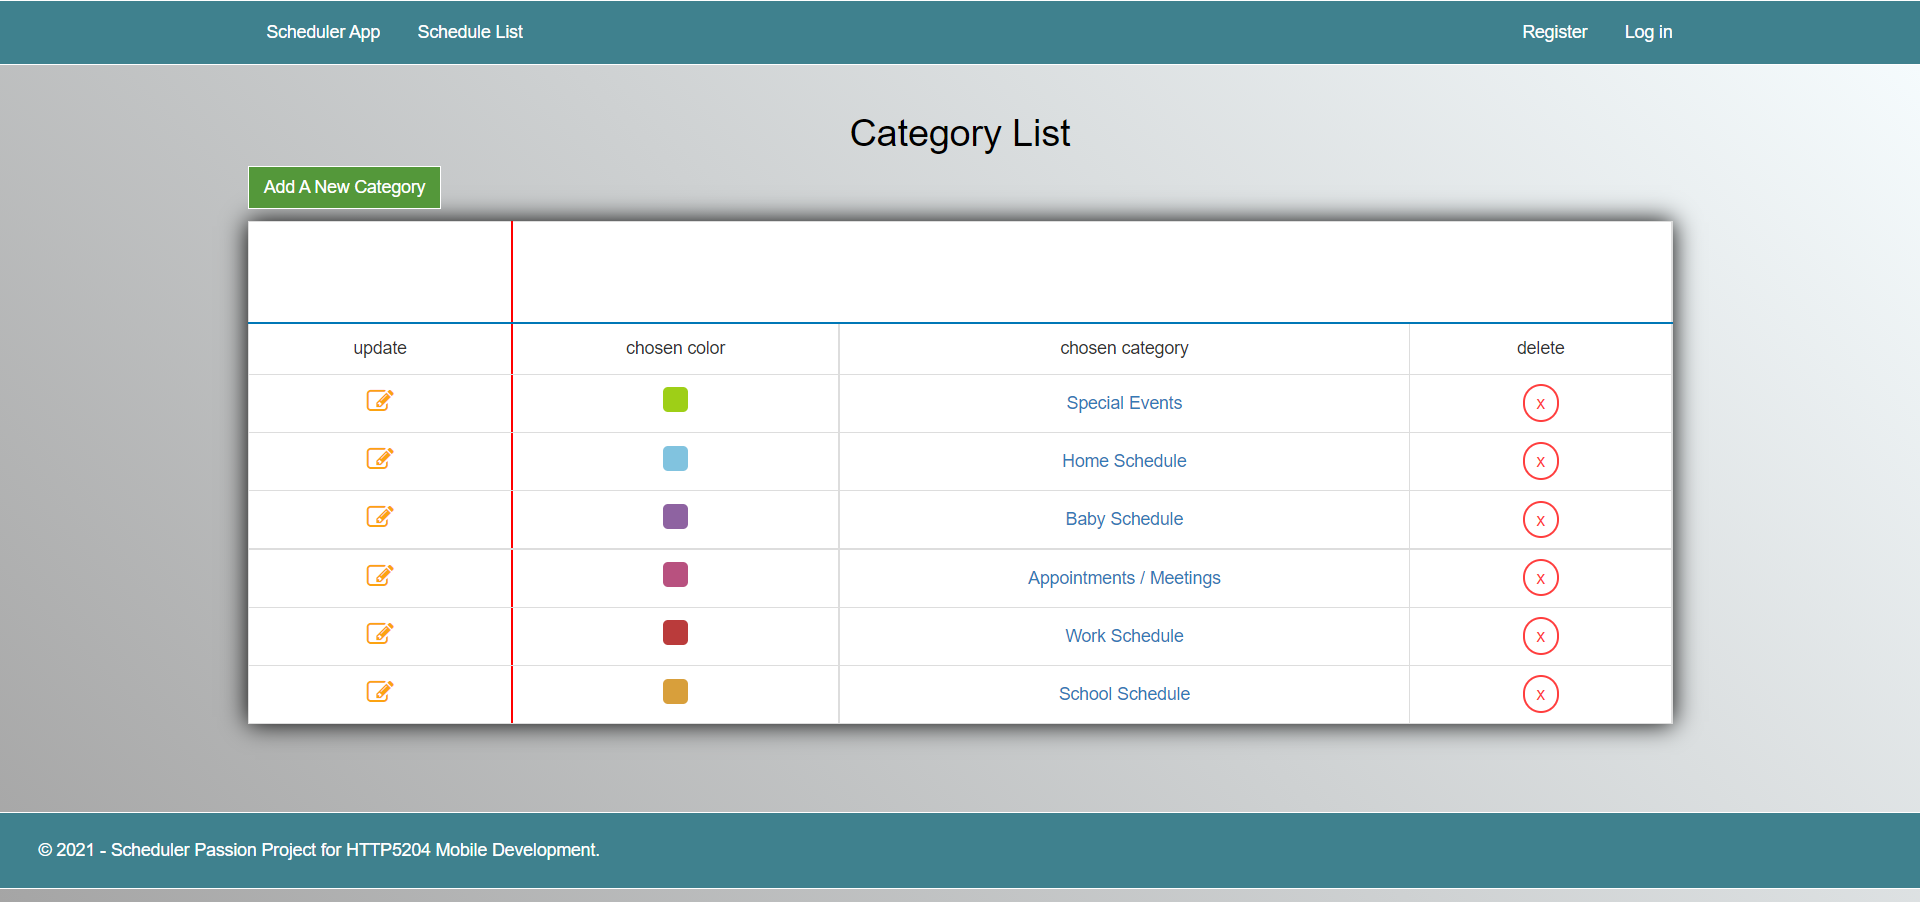 Scheduler App Schedule List Register Log in
Category List
Add A New Category
update chosen color chosen category delete
Special Events x
Home Schedule x
Baby Schedule x
Appointments / Meetings x
Work Schedule x
School Schedule x
© 2021 - Scheduler Passion Project for HTTP5204 Mobile Development.